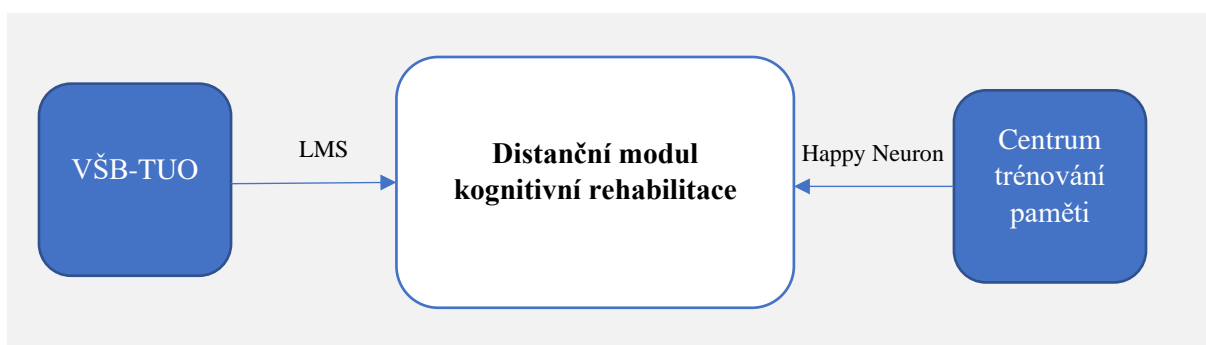 VŠB-TUO
LMS
Distanční modul
kognitivní rehabilitace
Happy Neuron
Centrum
trénování
paměti